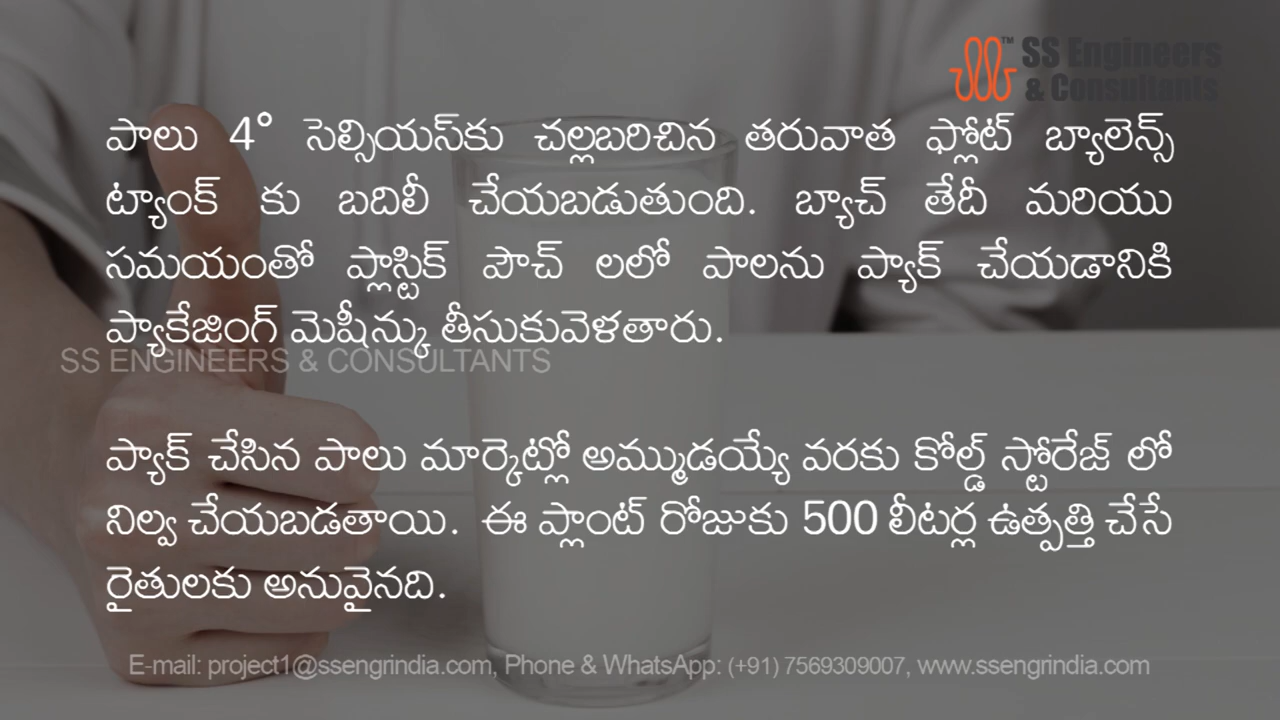 SS Engineers
& Consultants
పాలు 4° సెల్సియస్‌కు చల్లబరిచిన తరువాత ఫ్లోట్ బ్యాలెన్స్
ట్యాంక్ కు బదిలీ చేయబడుతుంది. బ్యాచ్ తేదీ మరియు
సమయంతో ప్లాస్టిక్ పౌచ్ లలో పాలను ప్యాక్ చేయడానికి
ప్యాకేజింగ్ మెషీన్కు తీసుకువెళతారు.
SS ENGINEERS & CONSULTANTS
ప్యాక్ చేసిన పాలు మార్కెట్లో అమ్ముడయ్యే వరకు కోల్డ్ స్టోరేజ్ లో
నిల్వ చేయబడతాయి. ఈ ప్లాంట్ రోజుకు 500 లీటర్ల ఉత్పత్తి చేసే
రైతులకు అనువైనది.
E-mail: project1@ssengrindia.com, Phone & WhatsApp: (+91) 7569309007, www.ssengrindia.com